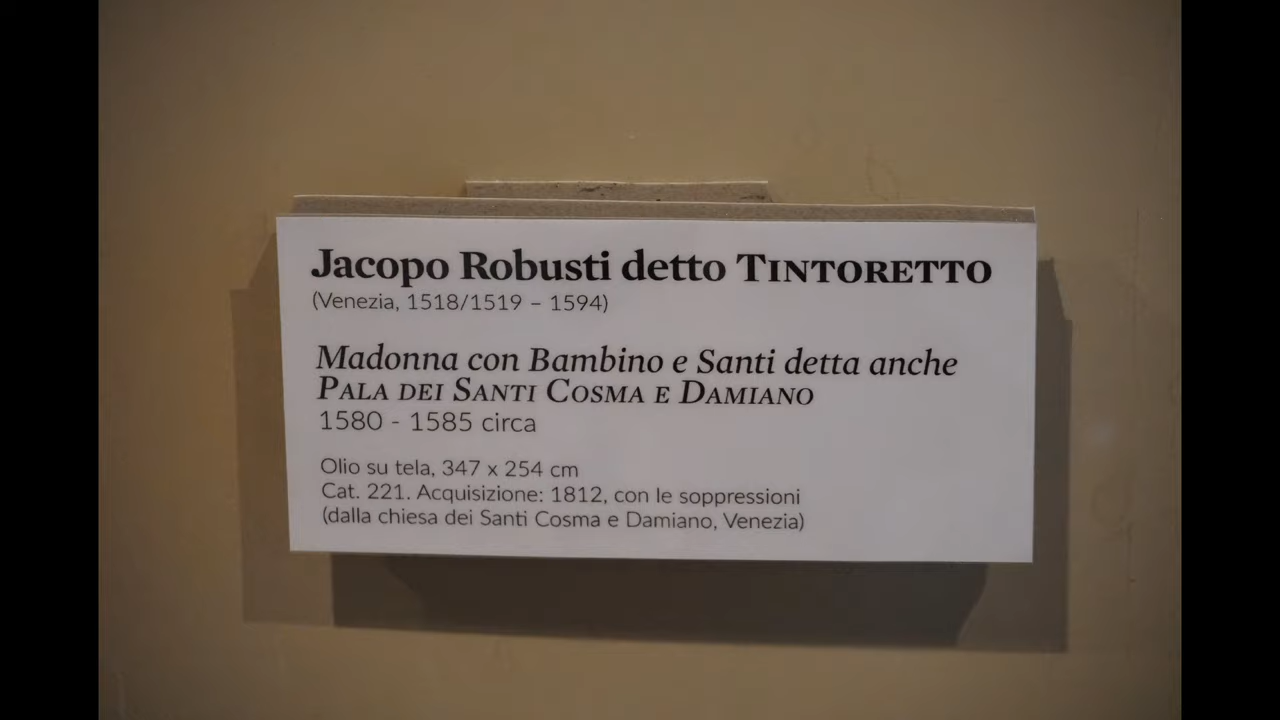 Jacopo Robusti detto TINTORETTO
(Venezia, 1518/1519 – 1594)
Madonna con Bambino e Santi detta anche
PALA DEI SANTI COSMA E DAMIANO
1580 - 1585 circa
Olio su tela, 347 x 254 cm
Cat. 221. Acquisizione: 1812, con le soppressioni
(dalla chiesa dei Santi Cosma e Damiano, Venezia)